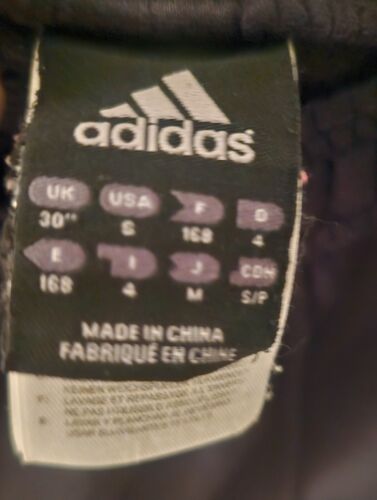 adidas
UK USA F D
30" S 168 4
E I J CDN
168 4 M S/P
MADE IN CHINA
FABRIQUÉ EN CHINE